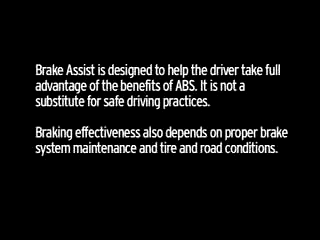 Brake Assist is designed to help the driver take full
advantage of the benefits of ABS. It is not a
substitute for safe driving practices.
Braking effectiveness also depends on proper brake
system maintenance and tire and road conditions.